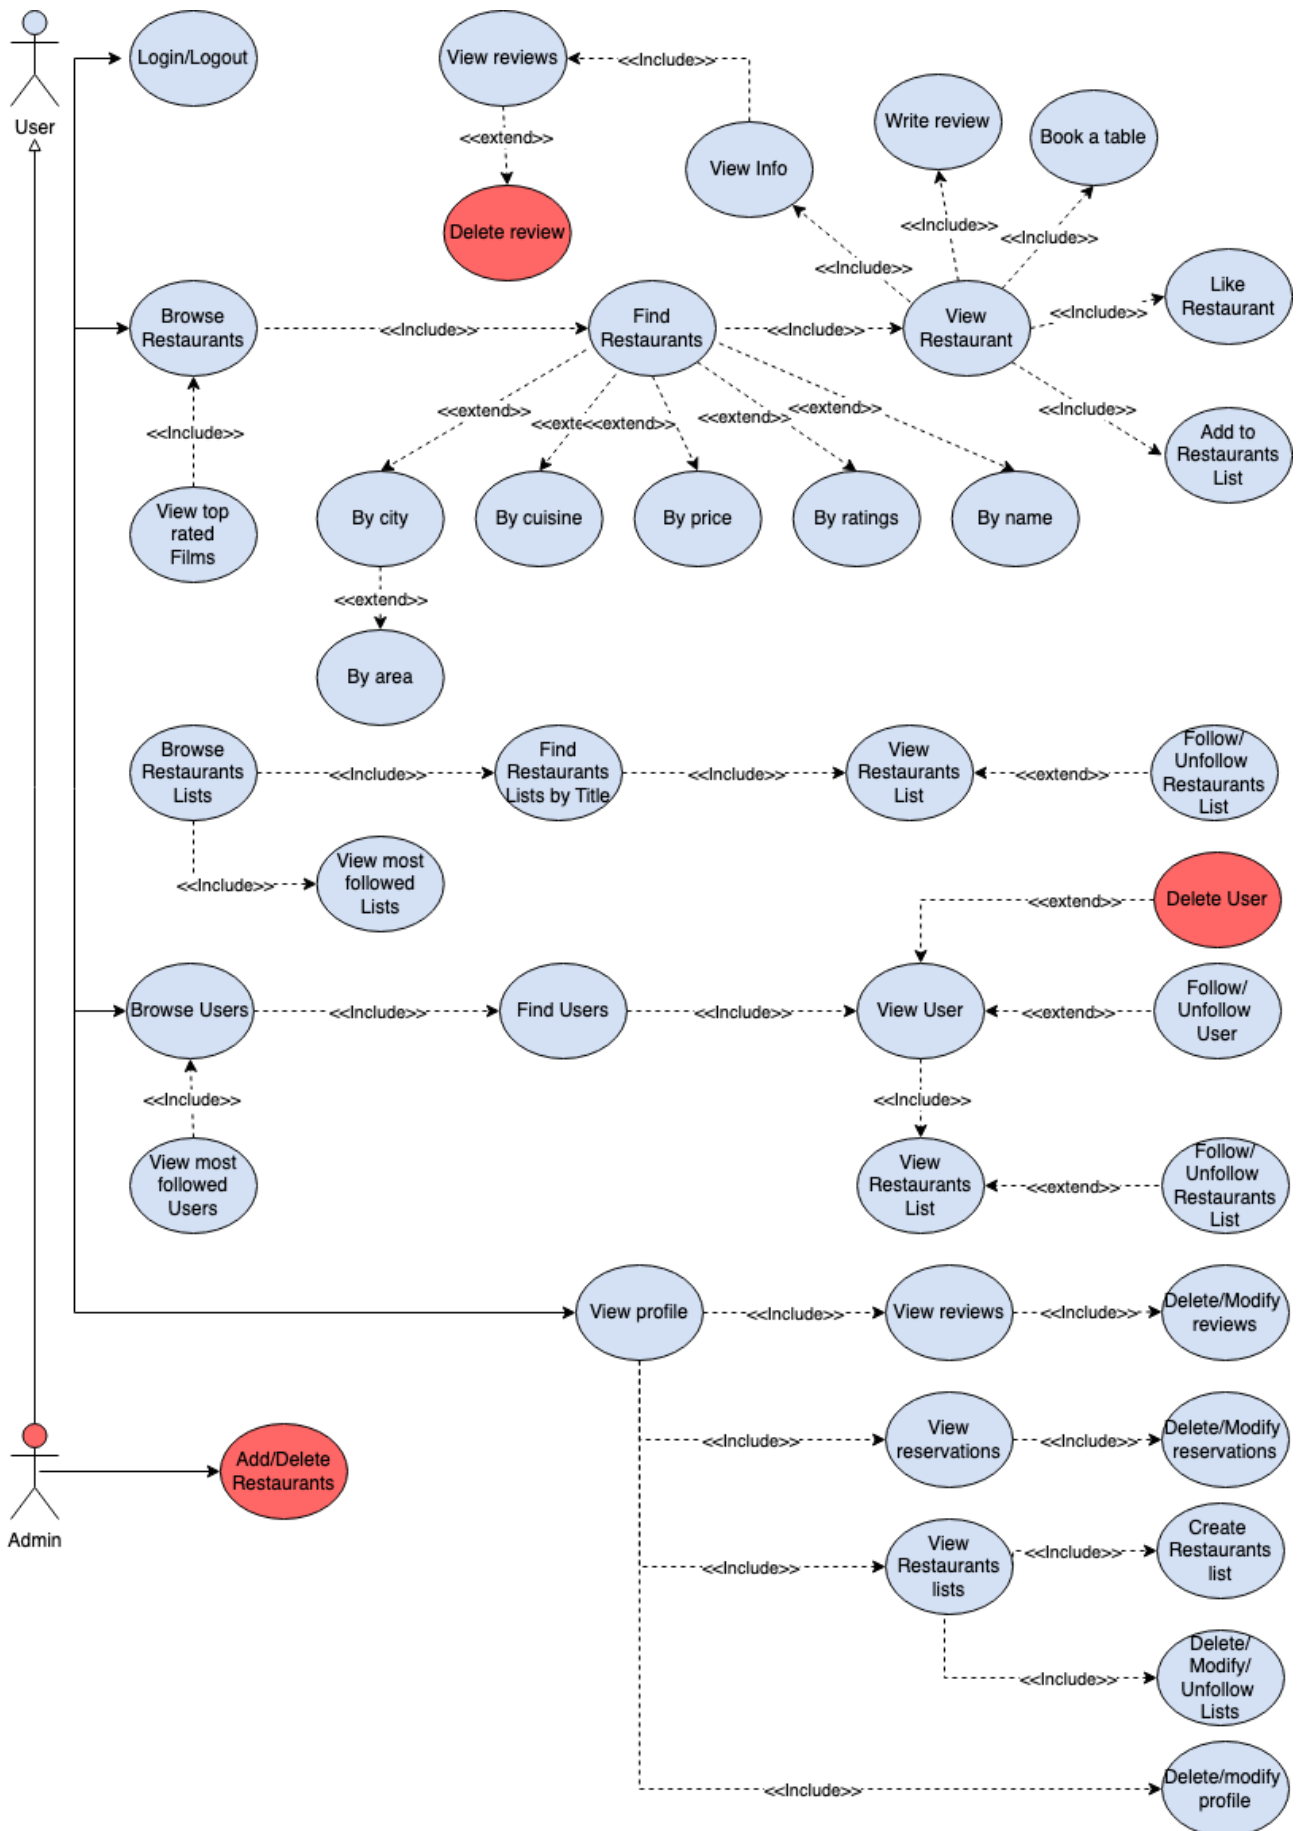 Login/Logout
View reviews
<<Include>>
Write review
Book a table
User
<<extend>>
View Info
Delete review
<<Include>>
<<Include>>
<<Include>>
Browse
Restaurants
<<Include>>
Find
Restaurants
<<Include>>
View
Restaurant
<<Include>>
Like
Restaurant
<<Include>>
<<extend>>
<<exte
<<extend>>
<<extend>>
<<extend>>
<<Include>>
Add to
Restaurants
List
View top
rated
Films
By city
By cuisine
By price
By ratings
By name
<<extend>>
By area
Browse
Restaurants
Lists
<<Include>>
Find
Restaurants
Lists by Title
<<Include>>
View
Restaurants
List
<<extend>>
Follow/
Unfollow
Restaurants
List
<<Include>>
View most
followed
Lists
<<extend>>
Delete User
Browse Users
<<Include>>
Find Users
<<Include>>
View User
<<extend>>
Follow/
Unfollow
User
<<Include>>
<<Include>>
View most
followed
Users
View
Restaurants
List
<<extend>>
Follow/
Unfollow
Restaurants
List
View profile
<<Include>>
View reviews
<<Include>>
Delete/Modify
reviews
<<Include>>
View
reservations
<<Include>>
Delete/Modify
reservations
Add/Delete
Restaurants
Admin
<<Include>>
View
Restaurants
lists
<<Include>>
Create
Restaurants
list
<<Include>>
Delete/
Modify/
Unfollow
Lists
<<Include>>
Delete/modify
profile